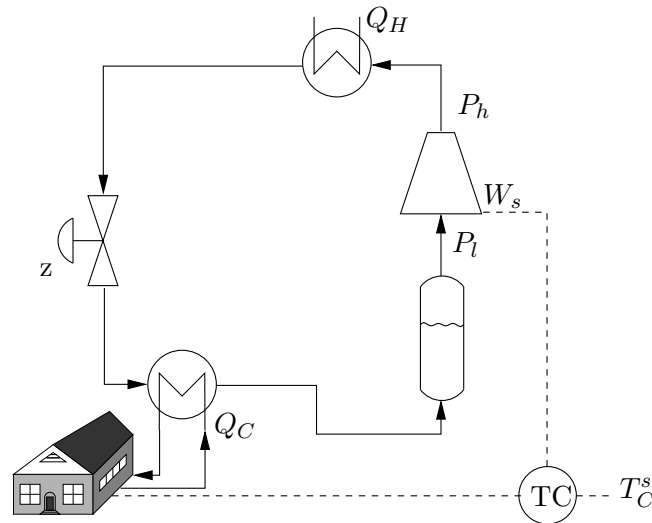 Q_H
P_h
W_s
P_l
z
Q_C
TC
T_C^s